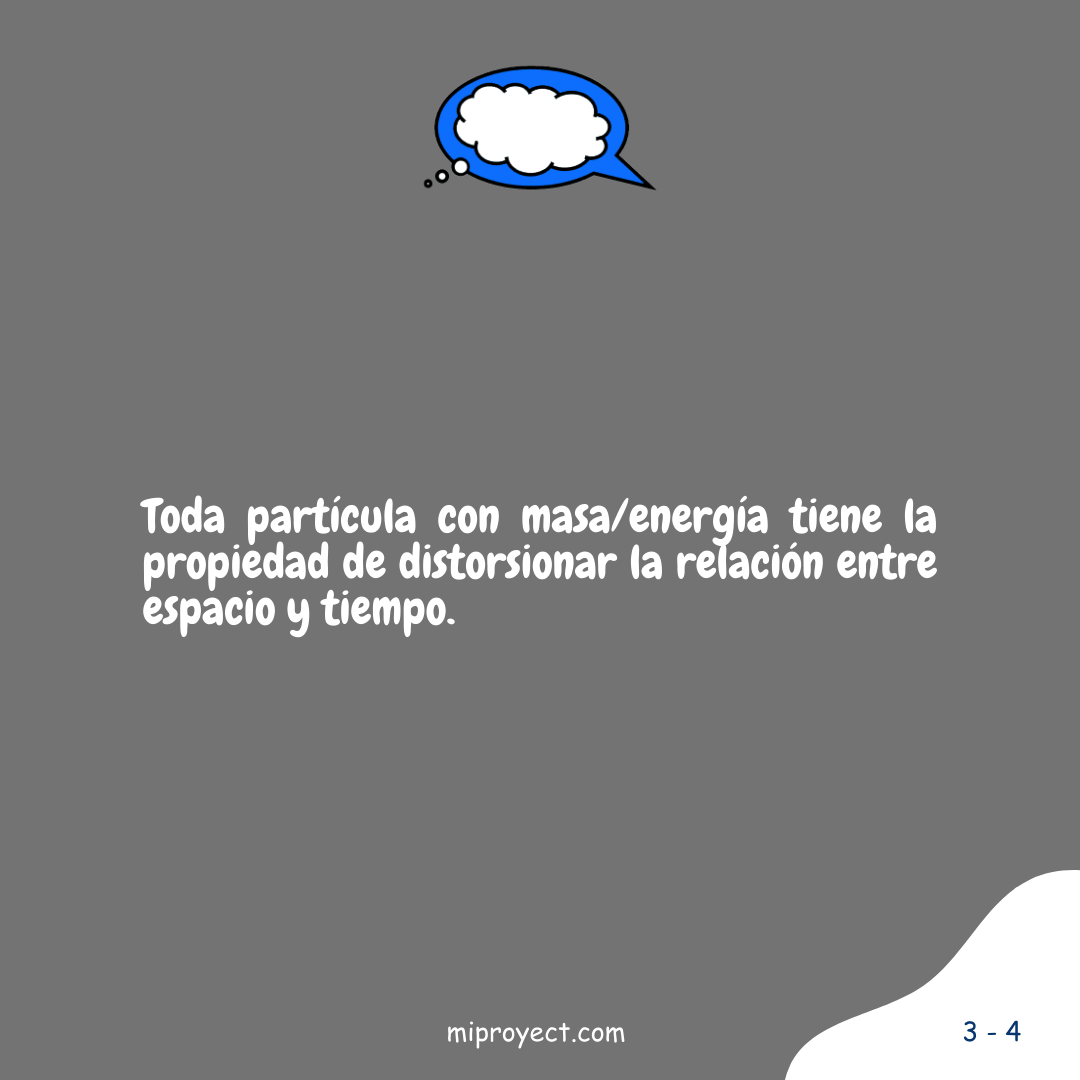 Toda partícula con masa/energía tiene la
propiedad de distorsionar la relación entre
espacio y tiempo.
miproyect.com
3 - 4